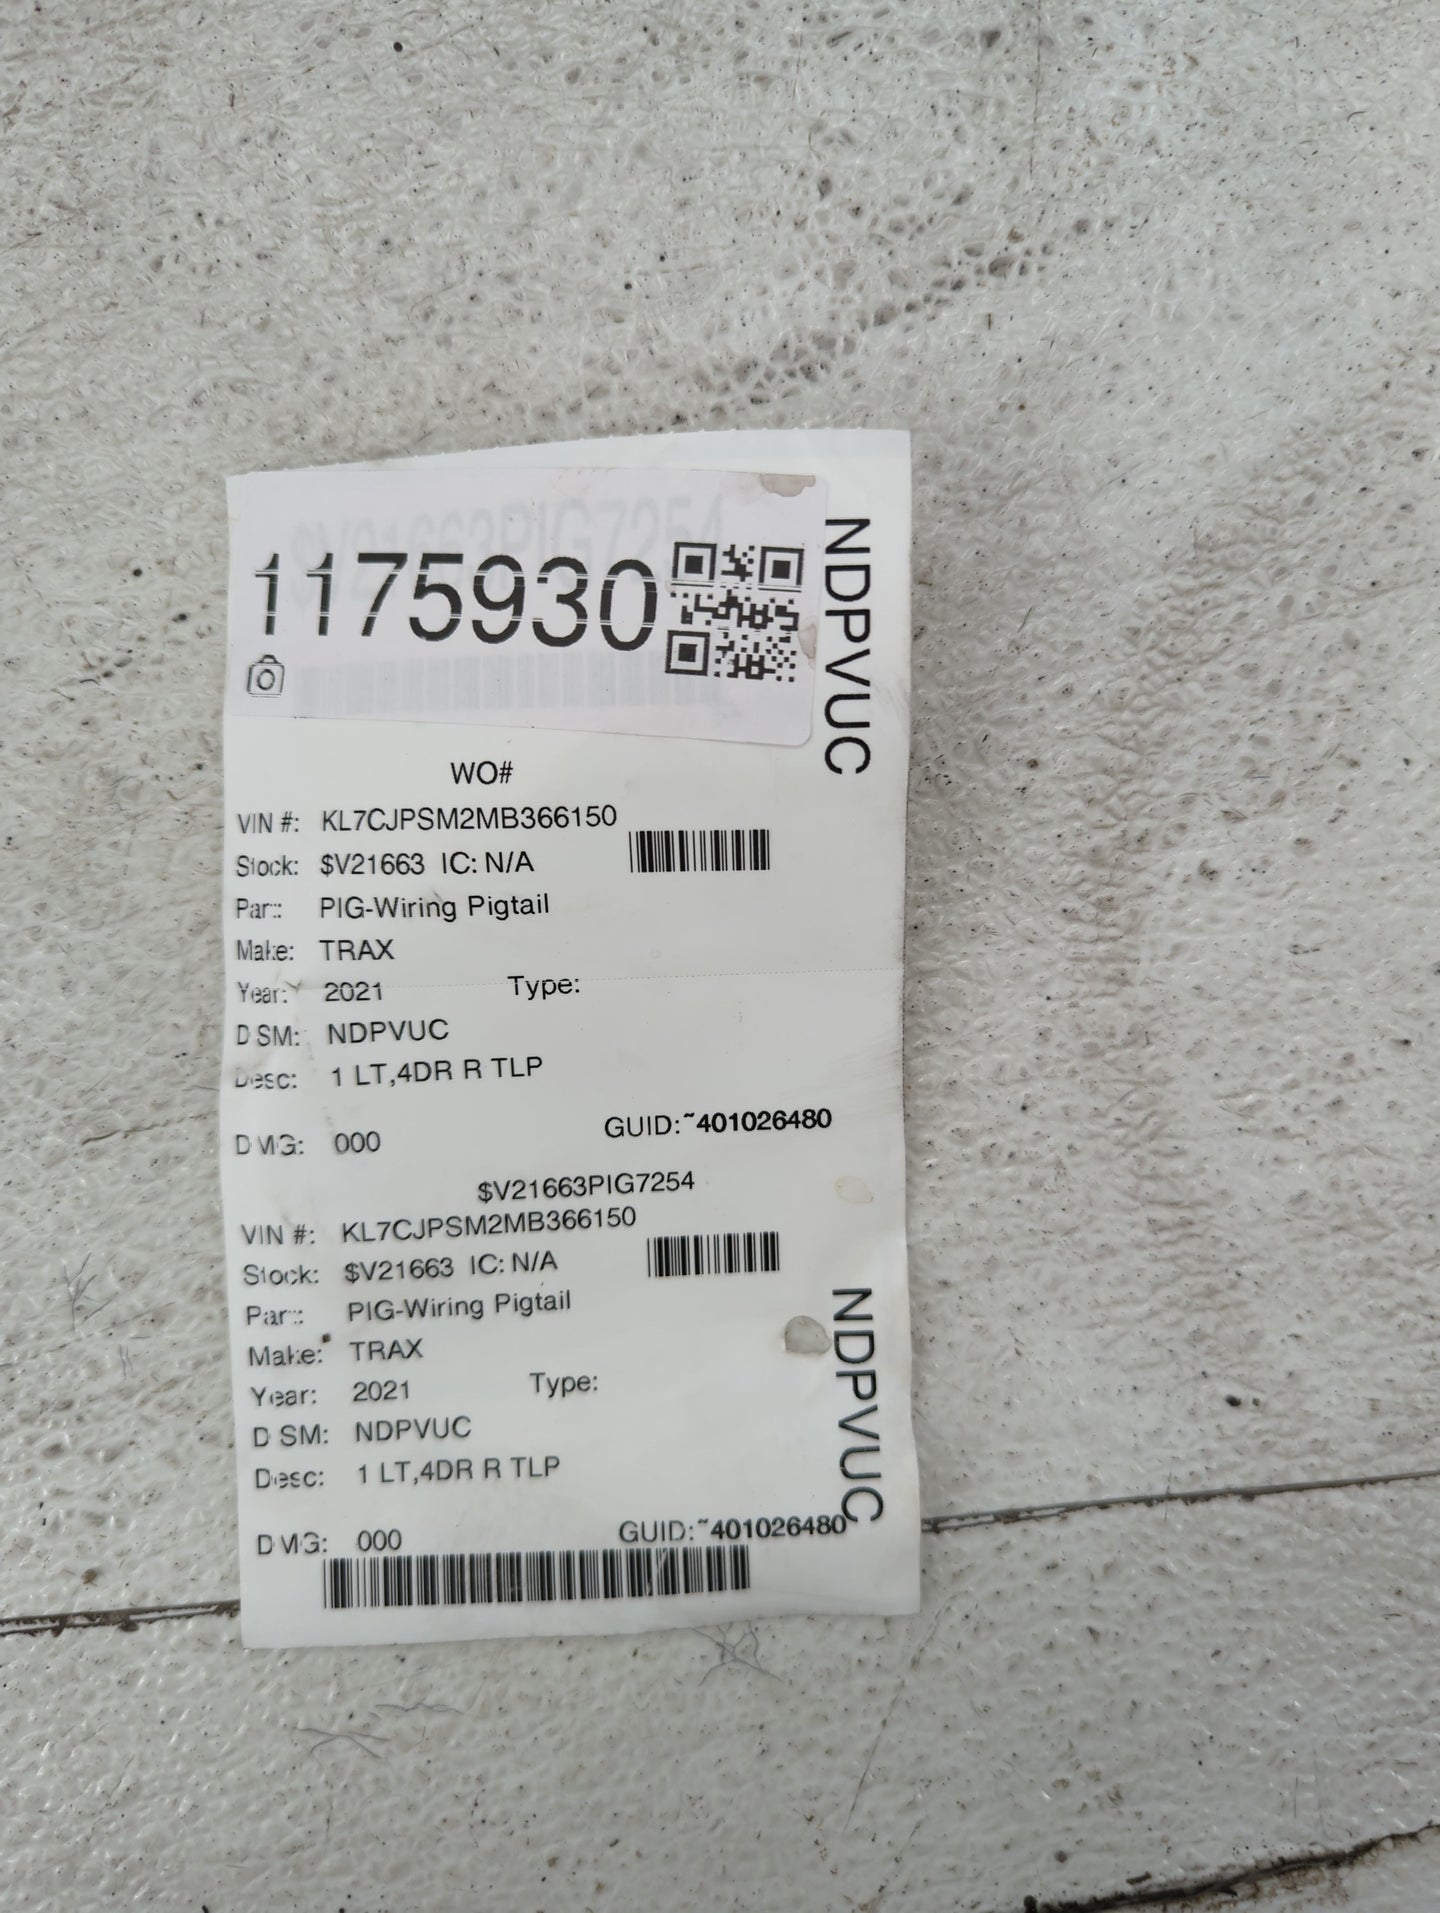 $V21663PIG7254
1175930
NDPVUC
WO#
VIN #: KL7CJPSM2MB366150
Stock: $V21663 IC: N/A
Part: PIG-Wiring Pigtail
Make: TRAX
Year: 2021 Type:
DSM: NDPVUC
Desc: 1 LT,4DR R TLP
DMG: 000 GUID:~401026480
$V21663PIG7254
VIN #: KL7CJPSM2MB366150
Stock: $V21663 IC: N/A
Part: PIG-Wiring Pigtail
Make: TRAX
Year: 2021 Type:
DSM: NDPVUC
Desc: 1 LT,4DR R TLP
DMG: 000 GUID:~401026480
NDPVUC